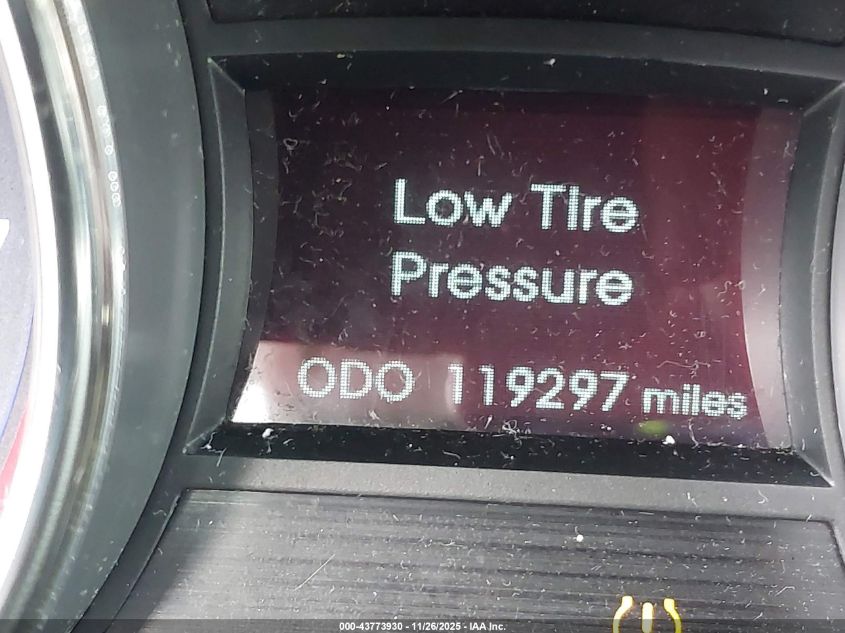 Low Tire
Pressure
ODO 119297 miles
000-43773930 - 11/26/2025 - IAA Inc.